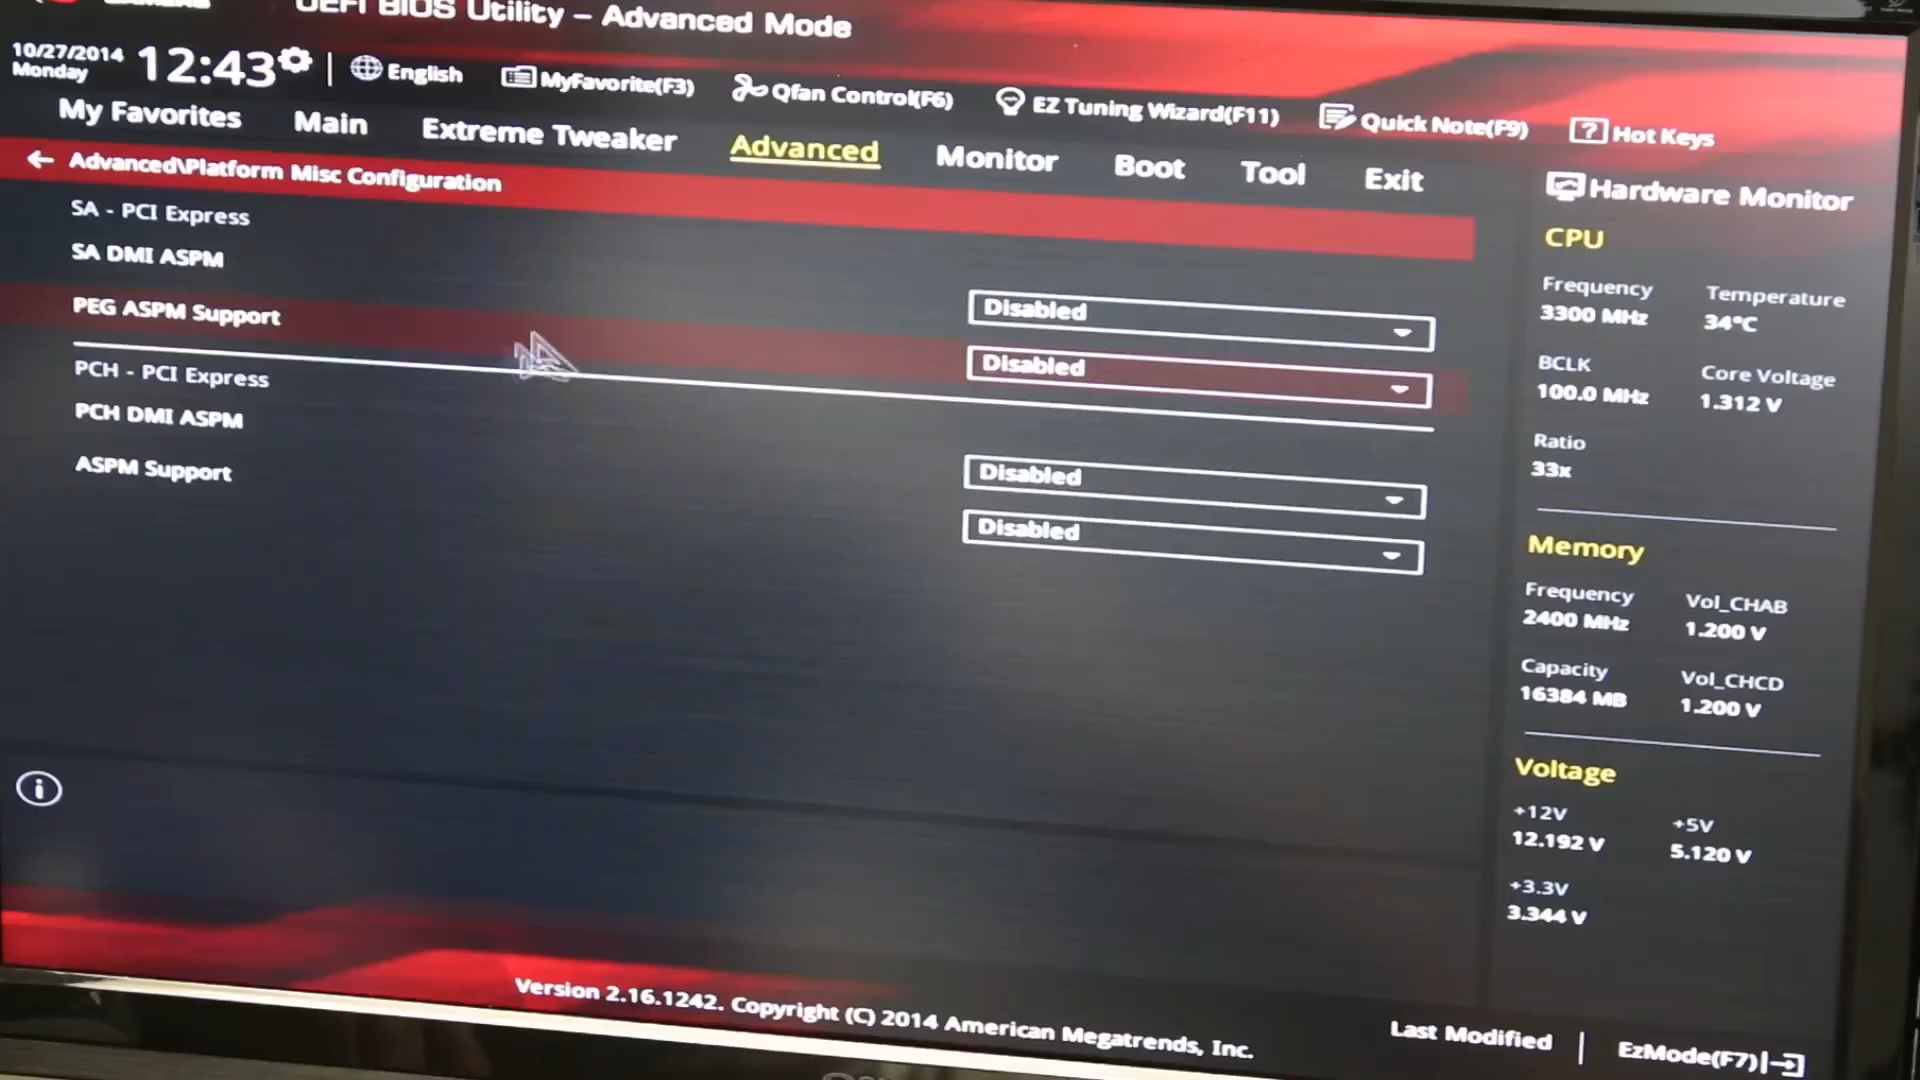 UEFI BIOS Utility – Advanced Mode
10/27/2014
Monday
12:43
English
MyFavorite(F3)
Qfan Control(F6)
EZ Tuning Wizard(F11)
Quick Note(F9)
? Hot Keys
My Favorites
Main
Extreme Tweaker
Advanced
Monitor
Boot
Tool
Exit
← Advanced\Platform Misc Configuration
SA - PCI Express
SA DMI ASPM
Disabled
PEG ASPM Support
Disabled
PCH - PCI Express
PCH DMI ASPM
Disabled
ASPM Support
Disabled
Hardware Monitor
CPU
Frequency
Temperature
3300 MHz
34°C
BCLK
Core Voltage
100.0 MHz
1.312 V
Ratio
33x
Memory
Frequency
Vol_CHAB
2400 MHz
1.200 V
Capacity
Vol_CHCD
16384 MB
1.200 V
Voltage
+12V
+5V
12.192 V
5.120 V
+3.3V
3.344 V
i
Version 2.16.1242. Copyright (C) 2014 American Megatrends, Inc.
Last Modified
EzMode(F7)